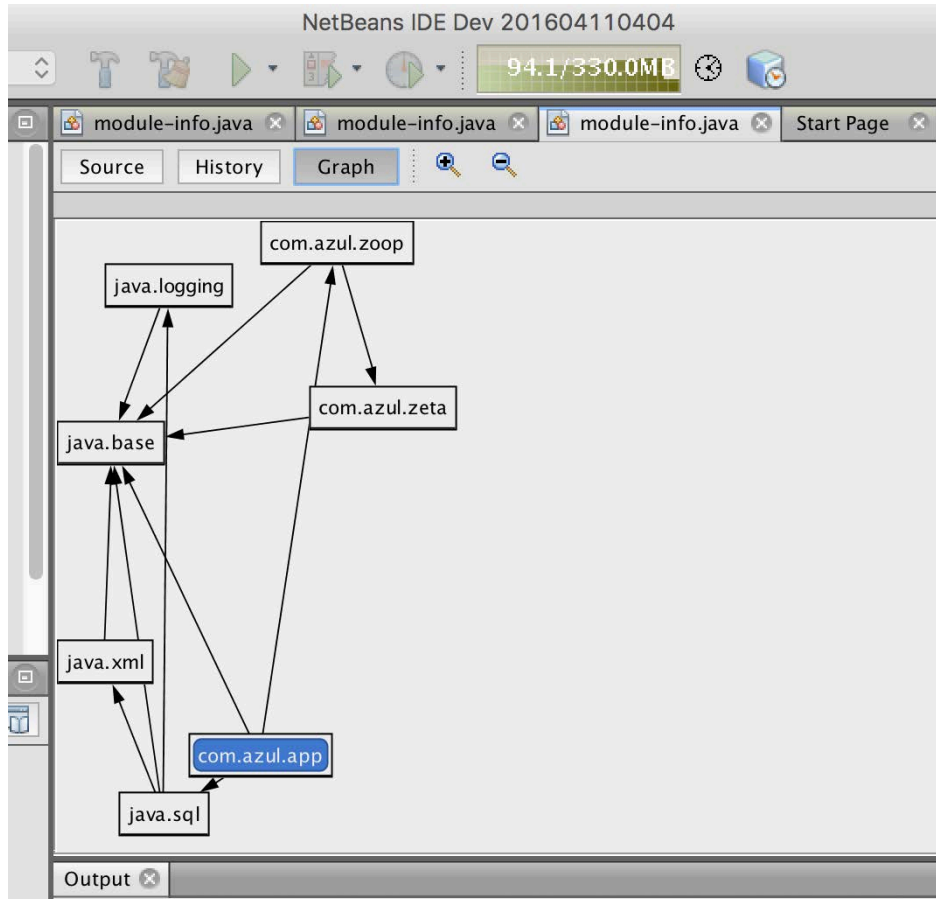 NetBeans IDE Dev 201604110404
94.1/330.0MB
module-info.java
module-info.java
module-info.java
Start Page
Source
History
Graph
com.azul.zoop
java.logging
com.azul.zeta
java.base
java.xml
com.azul.app
java.sql
Output